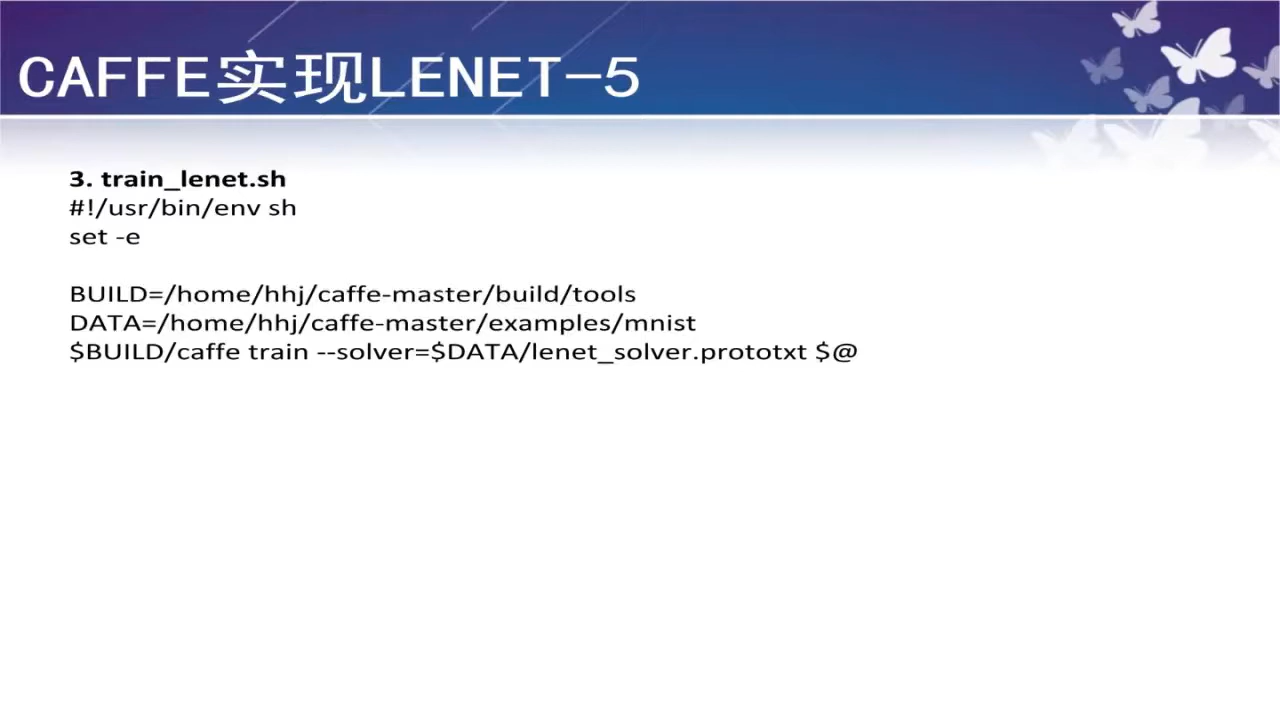 CAFFE实现LENET-5
3. train_lenet.sh
#!/usr/bin/env sh
set -e
BUILD=/home/hhj/caffe-master/build/tools
DATA=/home/hhj/caffe-master/examples/mnist
$BUILD/caffe train --solver=$DATA/lenet_solver.prototxt $@